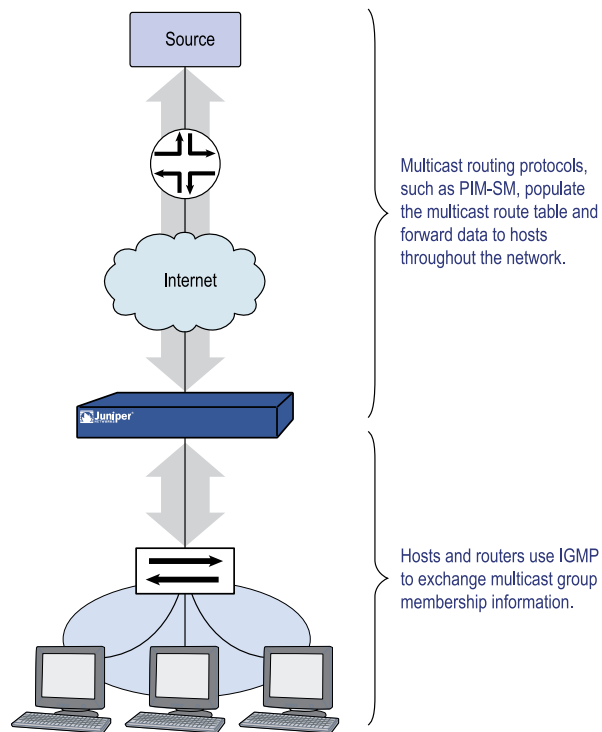 Source
Multicast routing protocols,
such as PIM-SM, populate
the multicast route table and
forward data to hosts
throughout the network.
Internet
Juniper
NETWORKS
Hosts and routers use IGMP
to exchange multicast group
membership information.